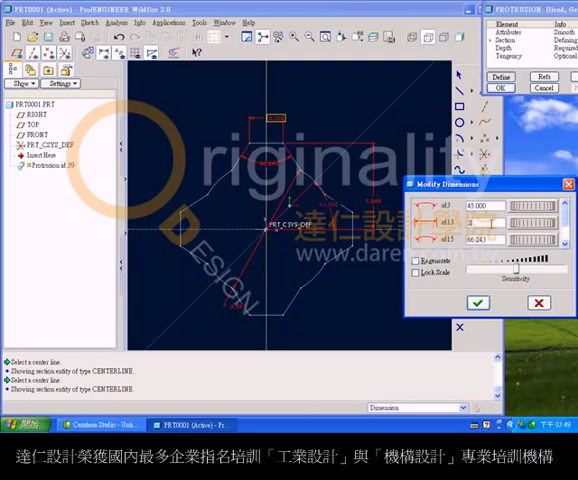 PRT0001 (Active) - Pro/ENGINEER Wildfire 2.0
File Edit View Insert Sketch Analysis Info Applications Tools Window Help
Show Settings
PRT0001.PRT
RIGHT
TOP
FRONT
PRT_CSYS_DEF
Insert Here
Protrusion id 39
PROTRUSION: Blend, Ge
Element Info
Attributes Smooth
Section Defining
Depth Required
Tangency Optional
Define Refs
OK Cancel
Modify Dimensions
sd3 45.000
sd13
sd15 66.243
Regenerate
Lock Scale
Sensitivity
PRT_CSYS_DEF
Originality
DESIGN
達仁設計學院
www.daren
Select a center line.
Showing section entity of type CENTERLINE.
Select a center line.
Showing section entity of type CENTERLINE.
Dimension
開始 Camtasia Studio - Unti... PRT0001 (Active) - Pr... 下午 03:49
達仁設計榮獲國內最多企業指名培訓「工業設計」與「機構設計」專業培訓機構